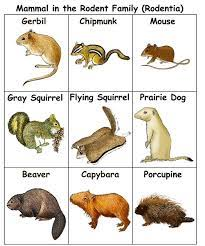 Mammal in the Rodent Family (Rodentia)
Gerbil
Chipmunk
Mouse
Gray Squirrel
Flying Squirrel
Prairie Dog
Beaver
Capybara
Porcupine